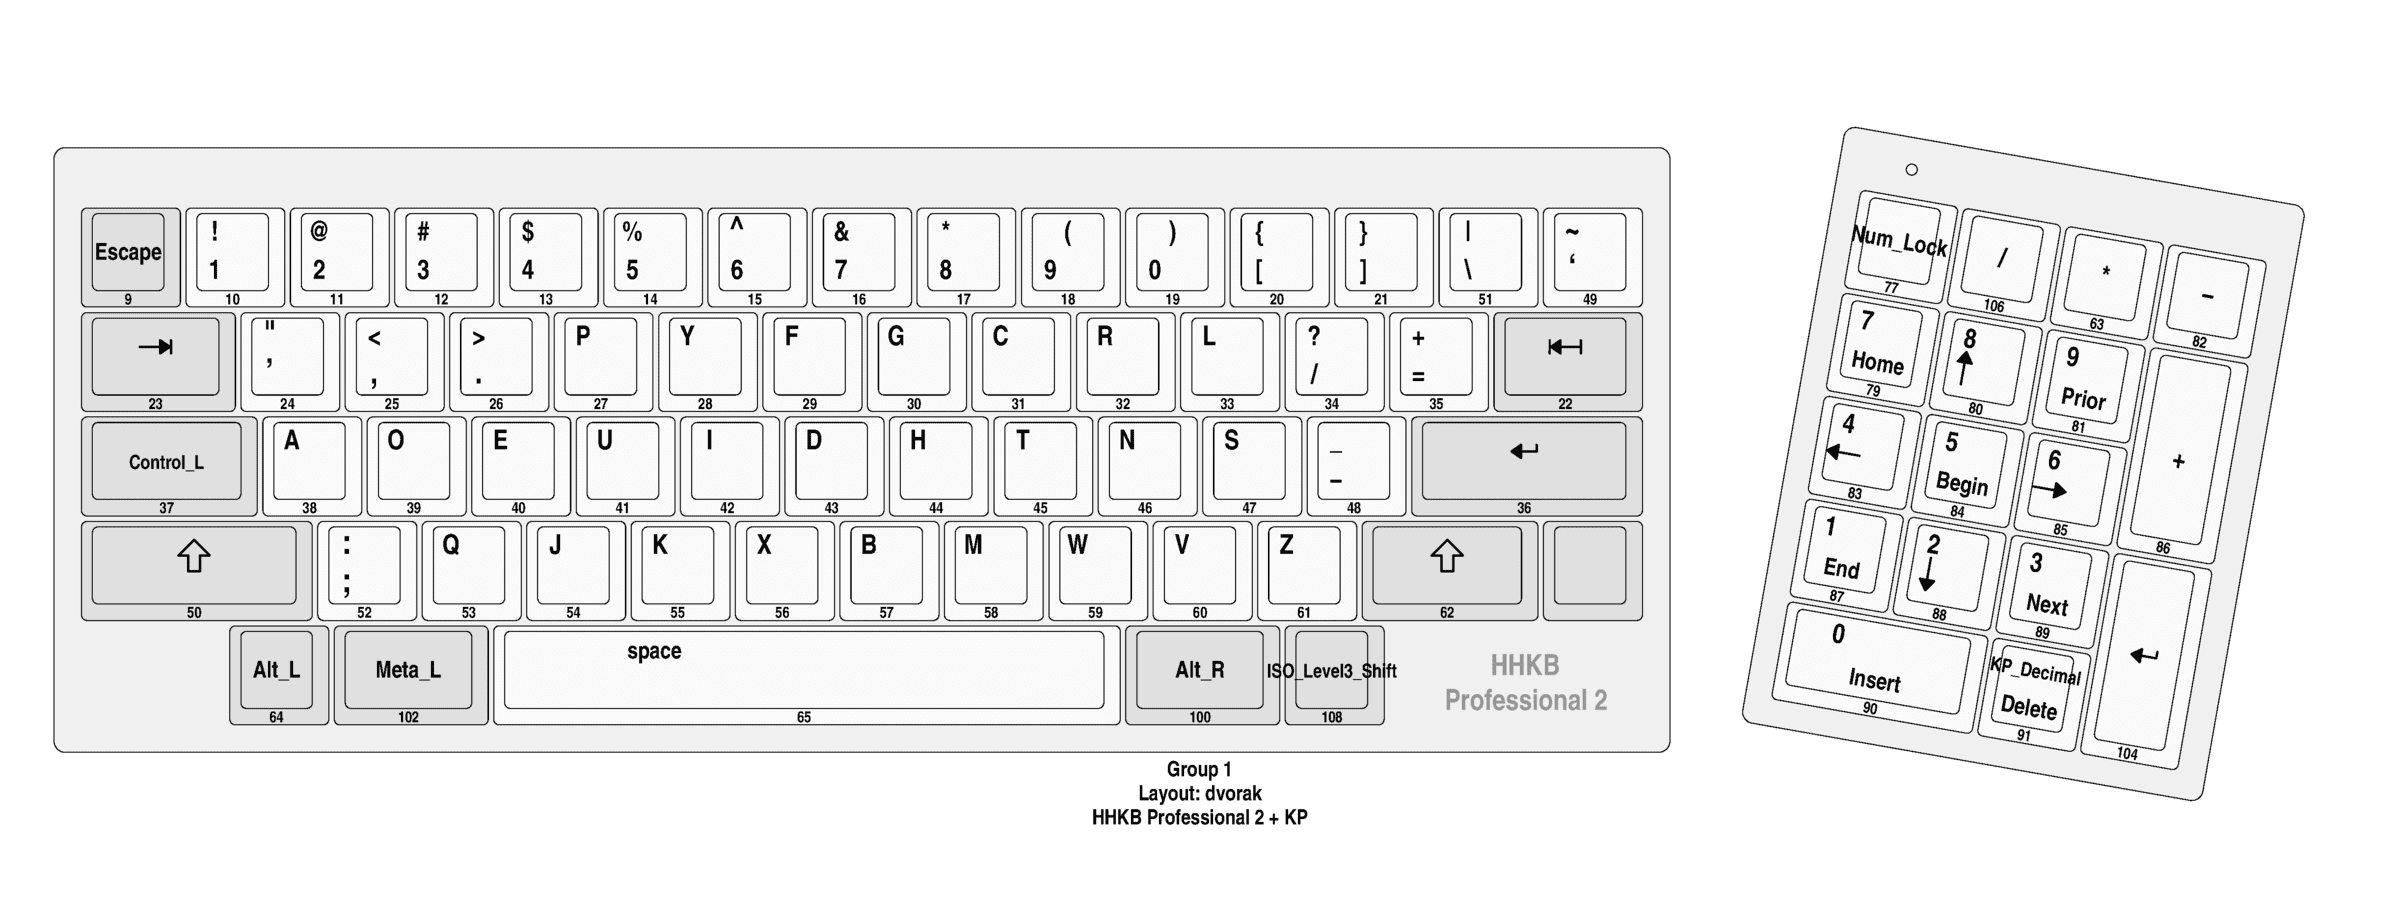 Escape ! @ # $ % ^ & * ( ) { } | ~
1 2 3 4 5 6 7 8 9 0 [ ] \ ‘
9 10 11 12 13 14 15 16 17 18 19 20 21 51 49
" < > P Y F G C R L ? +
, , . / =
23 24 25 26 27 28 29 30 31 32 33 34 35 22
Control_L A O E U I D H T N S _
–
37 38 39 40 41 42 43 44 45 46 47 48 36
: Q J K X B M W V Z
;
50 52 53 54 55 56 57 58 59 60 61 62
Alt_L Meta_L space Alt_R ISO_Level3_Shift
64 102 65 100 108
HHKB
Professional 2
Num_Lock / * -
77 106 63 82
7 8 9 +
Home Prior
79 80 81 86
4 5 6
Begin
83 84 85
1 2 3
End Next
87 88 89 104
0 KP_Decimal
Insert Delete
90 91
Group 1
Layout: dvorak
HHKB Professional 2 + KP